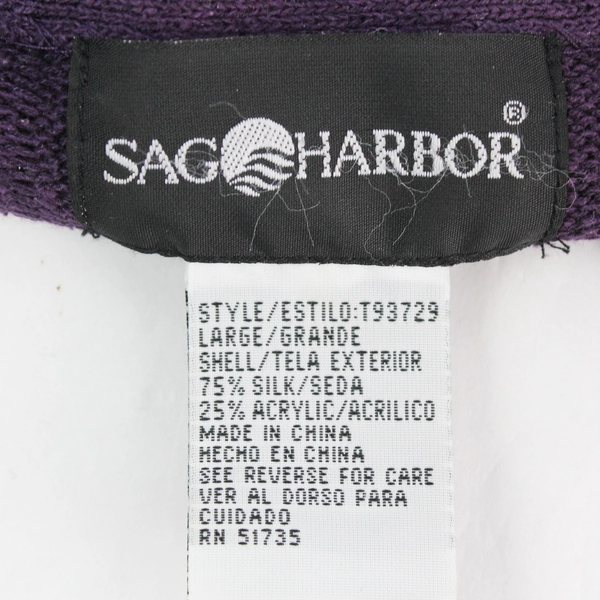 SAG HARBOR®
STYLE/ESTILO:T93729
LARGE/GRANDE
SHELL/TELA EXTERIOR
75% SILK/SEDA
25% ACRYLIC/ACRILICO
MADE IN CHINA
HECHO EN CHINA
SEE REVERSE FOR CARE
VER AL DORSO PARA
CUIDADO
RN 51735